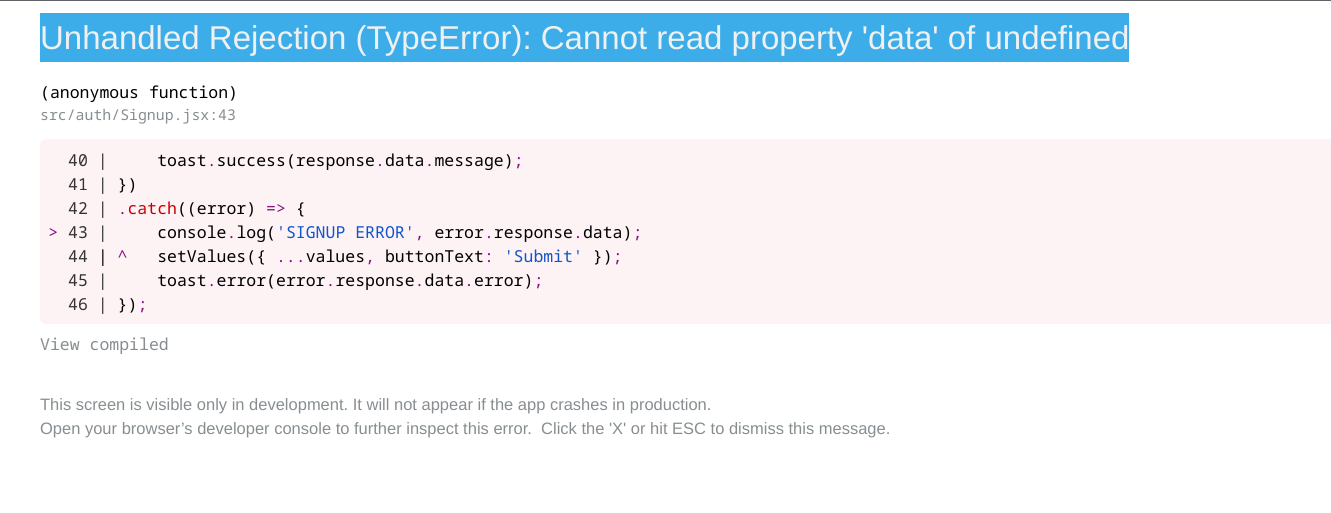 Unhandled Rejection (TypeError): Cannot read property 'data' of undefined
(anonymous function)
src/auth/Signup.jsx:43
  40 |     toast.success(response.data.message);
  41 | })
  42 | .catch((error) => {
> 43 |     console.log('SIGNUP ERROR', error.response.data);
  44 | ^   setValues({ ...values, buttonText: 'Submit' });
  45 |     toast.error(error.response.data.error);
  46 | });
View compiled
This screen is visible only in development. It will not appear if the app crashes in production.
Open your browser’s developer console to further inspect this error.  Click the 'X' or hit ESC to dismiss this message.